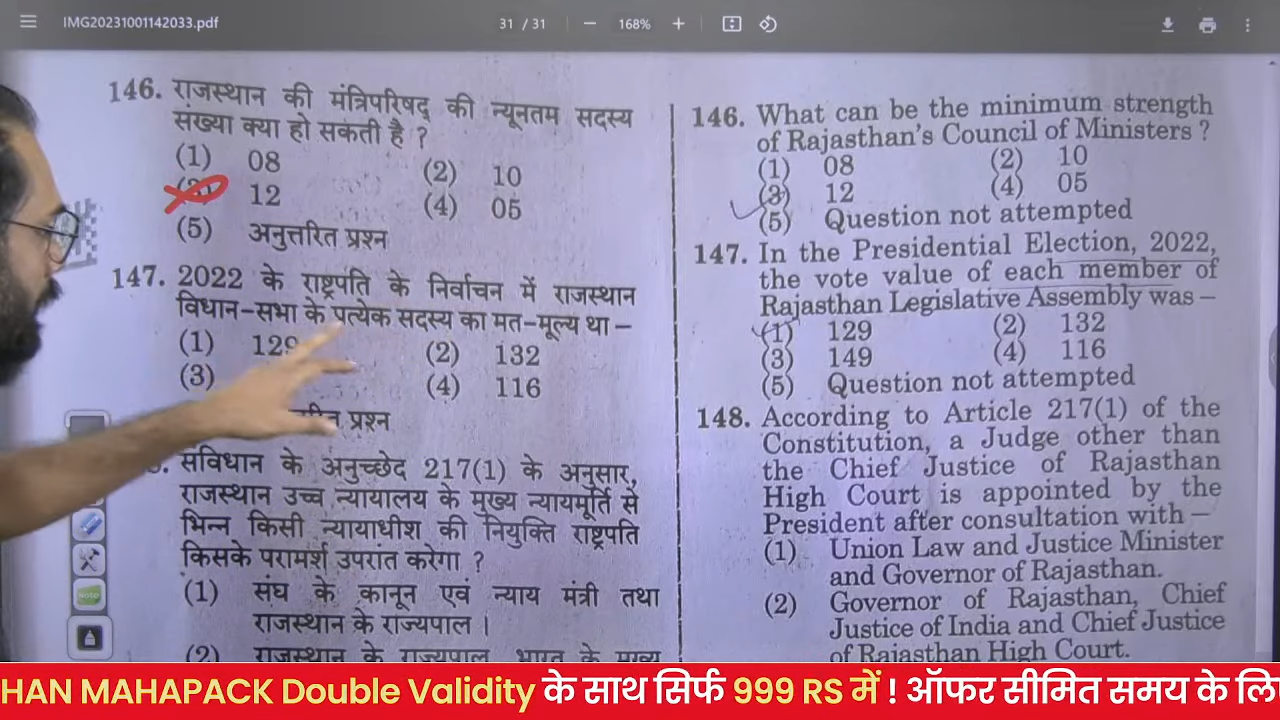 IMG20231001142033.pdf
31 / 31
168%
146. राजस्थान की मंत्रिपरिषद् की न्यूनतम सदस्य
संख्या क्या हो सकती है ?
(1) 08 (2) 10
12 (4) 05
(5) अनुत्तरित प्रश्न
147. 2022 के राष्ट्रपति के निर्वाचन में राजस्थान
विधान-सभा के प्रत्येक सदस्य का मत-मूल्य था –
(1) 129 (2) 132
(3) (4) 116
प्रश्न
संविधान के अनुच्छेद 217(1) के अनुसार,
राजस्थान उच्च न्यायालय के मुख्य न्यायमूर्ति से
भिन्न किसी न्यायाधीश की नियुक्ति राष्ट्रपति
किसके परामर्श उपरांत करेगा ?
(1) संघ के कानून एवं न्याय मंत्री तथा
राजस्थान के राज्यपाल ।
(2) राजस्थान के राज्यपाल, भारत के मुख्य
146. What can be the minimum strength
of Rajasthan's Council of Ministers ?
(1) 08 (2) 10
(3) 12 (4) 05
(5) Question not attempted
147. In the Presidential Election, 2022,
the vote value of each member of
Rajasthan Legislative Assembly was –
(1) 129 (2) 132
(3) 149 (4) 116
(5) Question not attempted
148. According to Article 217(1) of the
Constitution, a Judge other than
the Chief Justice of Rajasthan
High Court is appointed by the
President after consultation with –
(1) Union Law and Justice Minister
and Governor of Rajasthan.
(2) Governor of Rajasthan, Chief
Justice of India and Chief Justice
of Rajasthan High Court.
HAN MAHAPACK Double Validity के साथ सिर्फ 999 RS में ! ऑफर सीमित समय के लि